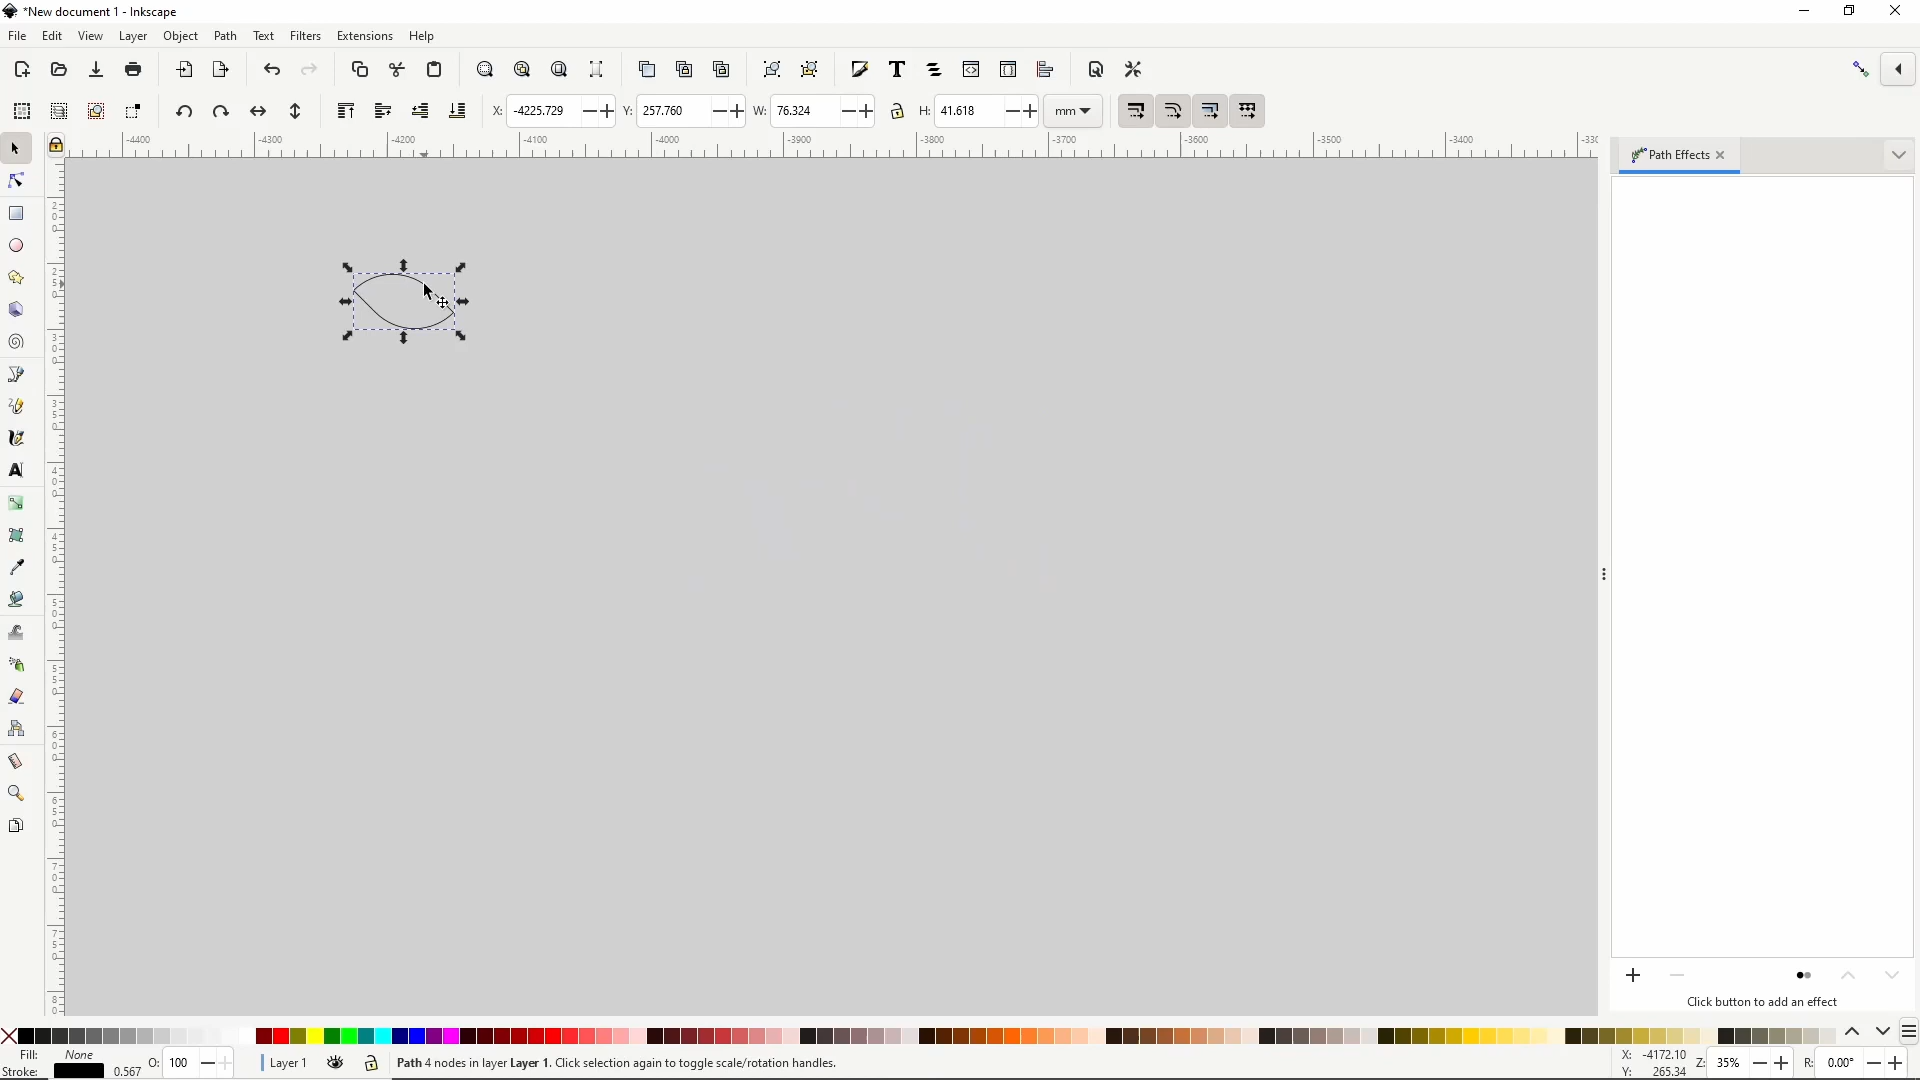 *New document 1 - Inkscape
File Edit View Layer Object Path Text Filters Extensions Help
X: -4225.729 Y: 257.760 W: 76.324 H: 41.618 mm
-4400 -4300 -4200 -4100 -4000 -3900 -3800 -3700 -3600 -3500 -3400 -330
Path Effects
Click button to add an effect
Fill: None O: 100 Layer 1 Path 4 nodes in layer Layer 1. Click selection again to toggle scale/rotation handles. X: -4172.10 Z: 35% R: 0.00°
Stroke: 0.567 Y: 265.34